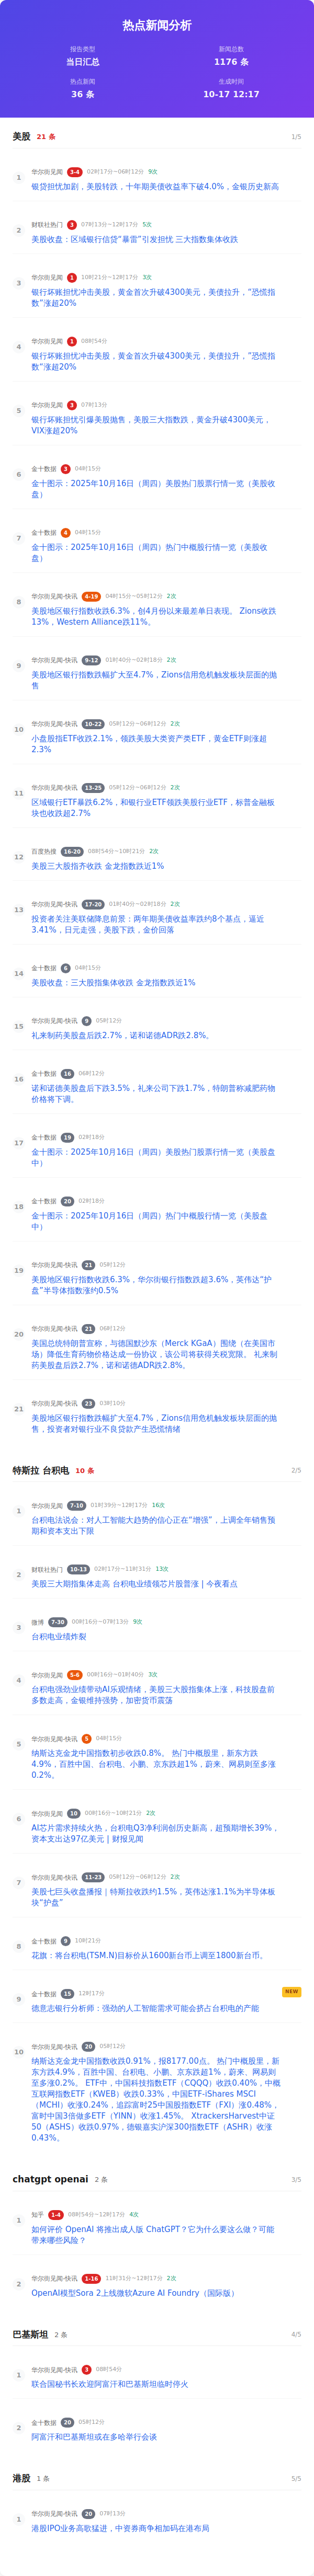 热点新闻分析
报告类型
当日汇总
新闻总数
1176 条
热点新闻
36 条
生成时间
10-17 12:17
美股 21 条 1/5
1
华尔街见闻 3-4 02时17分~06时12分 9次
银贷担忧加剧，美股转跌，十年期美债收益率下破4.0%，金银历史新高
2
财联社热门 3 07时13分~12时17分 5次
美股收盘：区域银行信贷“暴雷”引发担忧 三大指数集体收跌
3
华尔街见闻 1 10时21分~12时17分 3次
银行坏账担忧冲击美股，黄金首次升破4300美元，美债拉升，“恐慌指
数”涨超20%
4
华尔街见闻 1 08时54分
银行坏账担忧冲击美股，黄金首次升破4300美元，美债拉升，“恐慌指
数”涨超20%
5
华尔街见闻 3 07时13分
银行坏账担忧引爆美股抛售，美股三大指数跌，黄金升破4300美元，
VIX涨超20%
6
金十数据 3 04时15分
金十图示：2025年10月16日（周四）美股热门股票行情一览（美股收
盘）
7
金十数据 4 04时15分
金十图示：2025年10月16日（周四）热门中概股行情一览（美股收
盘）
8
华尔街见闻-快讯 4-19 04时15分~05时12分 2次
美股地区银行指数收跌6.3%，创4月份以来最差单日表现。 Zions收跌
13%，Western Alliance跌11%。
9
华尔街见闻-快讯 9-12 01时40分~02时18分 2次
美股地区银行指数跌幅扩大至4.7%，Zions信用危机触发板块层面的抛
售
10
华尔街见闻-快讯 10-22 05时12分~06时12分 2次
小盘股指ETF收跌2.1%，领跌美股大类资产类ETF，黄金ETF则涨超
2.3%
11
华尔街见闻-快讯 13-25 05时12分~06时12分 2次
区域银行ETF暴跌6.2%，和银行业ETF领跌美股行业ETF，标普金融板
块也收跌超2.7%
12
百度热搜 16-20 08时54分~10时21分 2次
美股三大股指齐收跌 金龙指数跌近1%
13
华尔街见闻-快讯 17-20 01时40分~02时18分 2次
投资者关注美联储降息前景：两年期美债收益率跌约8个基点，逼近
3.41%，日元走强，美股下跌，金价回落
14
金十数据 6 04时15分
美股收盘：三大股指集体收跌 金龙指数跌近1%
15
华尔街见闻-快讯 9 05时12分
礼来制药美股盘后跌2.7%，诺和诺德ADR跌2.8%。
16
金十数据 16 06时12分
诺和诺德美股盘后下跌3.5%，礼来公司下跌1.7%，特朗普称减肥药物
价格将下调。
17
金十数据 19 02时18分
金十图示：2025年10月16日（周四）美股热门股票行情一览（美股盘
中）
18
金十数据 20 02时18分
金十图示：2025年10月16日（周四）热门中概股行情一览（美股盘
中）
19
华尔街见闻-快讯 21 05时12分
美股地区银行指数收跌6.3%，华尔街银行指数跌超3.6%，英伟达“护
盘”半导体指数涨约0.5%
20
华尔街见闻-快讯 21 06时12分
美国总统特朗普宣称，与德国默沙东（Merck KGaA）围绕（在美国市
场）降低生育药物价格达成一份协议，该公司将获得关税宽限。 礼来制
药美股盘后跌2.7%，诺和诺德ADR跌2.8%。
21
华尔街见闻-快讯 23 03时10分
美股地区银行指数跌幅扩大至4.7%，Zions信用危机触发板块层面的抛
售，投资者对银行业不良贷款产生恐慌情绪
特斯拉 台积电 10 条 2/5
1
华尔街见闻 7-10 01时39分~12时17分 16次
台积电法说会：对人工智能大趋势的信心正在“增强”，上调全年销售预
期和资本支出下限
2
财联社热门 10-13 02时17分~11时31分 13次
美股三大期指集体走高 台积电业绩领芯片股普涨 | 今夜看点
3
微博 7-30 00时16分~07时13分 9次
台积电业绩炸裂
4
华尔街见闻 5-6 00时16分~01时40分 3次
台积电强劲业绩带动AI乐观情绪，美股三大股指集体上涨，科技股盘前
多数走高，金银维持强势，加密货币震荡
5
华尔街见闻-快讯 5 04时15分
纳斯达克金龙中国指数初步收跌0.8%。 热门中概股里，新东方跌
4.9%，百胜中国、台积电、小鹏、京东跌超1%，蔚来、网易则至多涨
0.2%。
6
华尔街见闻 10 00时16分~10时21分 2次
AI芯片需求持续火热，台积电Q3净利润创历史新高，超预期增长39%，
资本支出达97亿美元 | 财报见闻
7
华尔街见闻-快讯 11-23 05时12分~06时12分 2次
美股七巨头收盘播报｜特斯拉收跌约1.5%，英伟达涨1.1%为半导体板
块“护盘”
8
金十数据 9 10时21分
花旗：将台积电(TSM.N)目标价从1600新台币上调至1800新台币。
9
金十数据 15 12时17分 NEW
德意志银行分析师：强劲的人工智能需求可能会挤占台积电的产能
10
华尔街见闻-快讯 20 05时12分
纳斯达克金龙中国指数收跌0.91%，报8177.00点。 热门中概股里，新
东方跌4.9%，百胜中国、台积电、小鹏、京东跌超1%，蔚来、网易则
至多涨0.2%。 ETF中，中国科技指数ETF（CQQQ）收跌0.40%，中概
互联网指数ETF（KWEB）收跌0.33%，中国ETF-iShares MSCI
（MCHI）收涨0.24%，追踪富时25中国股指数ETF（FXI）涨0.48%，
富时中国3倍做多ETF（YINN）收涨1.45%。 XtrackersHarvest中证
50（ASHS）收跌0.97%，德银嘉实沪深300指数ETF（ASHR）收涨
0.43%。
chatgpt openai 2 条 3/5
1
知乎 1-4 08时54分~12时17分 4次
如何评价 OpenAI 将推出成人版 ChatGPT？它为什么要这么做？可能
带来哪些风险？
2
华尔街见闻-快讯 1-16 11时31分~12时17分 2次
OpenAI模型Sora 2上线微软Azure AI Foundry（国际版）
巴基斯坦 2 条 4/5
1
华尔街见闻-快讯 3 08时54分
联合国秘书长欢迎阿富汗和巴基斯坦临时停火
2
金十数据 20 05时12分
阿富汗和巴基斯坦或在多哈举行会谈
港股 1 条 5/5
1
华尔街见闻-快讯 20 07时13分
港股IPO业务高歌猛进，中资券商争相加码在港布局